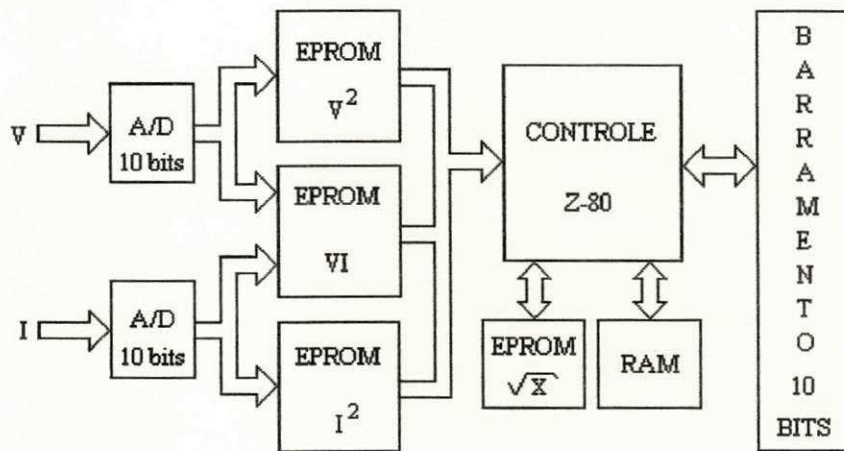 V
A/D
10 bits
EPROM
V²
EPROM
VI
I
A/D
10 bits
EPROM
I²
CONTROLE
Z-80
EPROM
√X
RAM
B
A
R
R
A
M
E
N
T
O
10
BITS